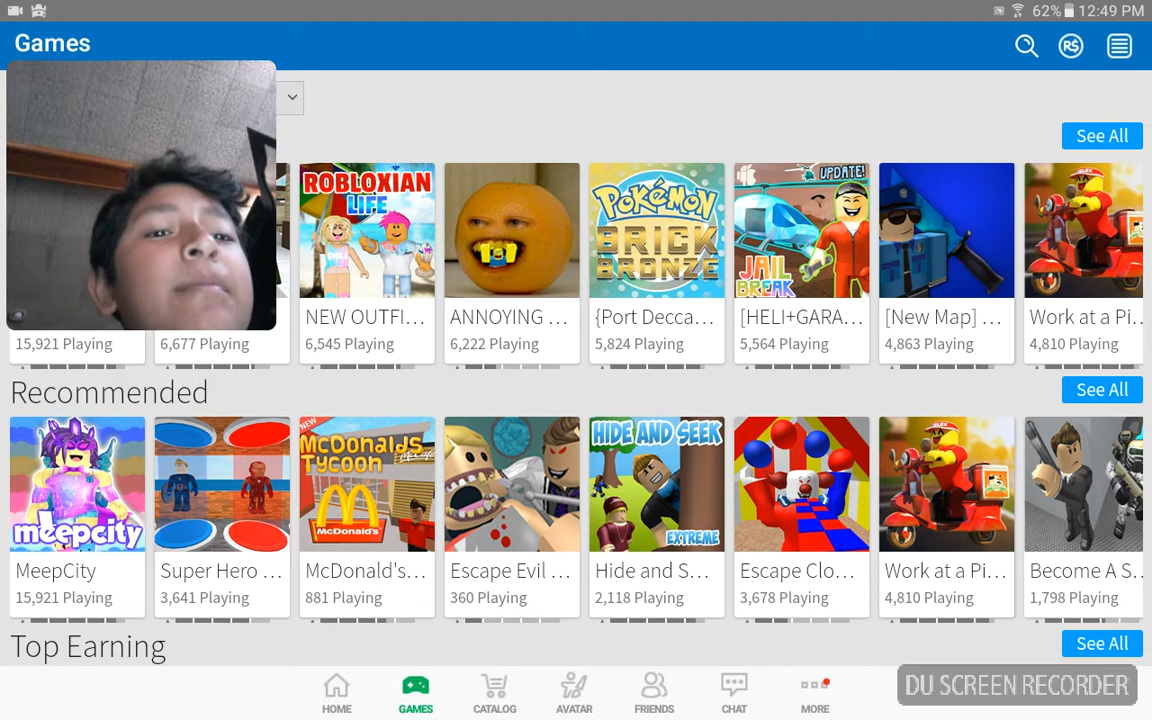 62% 12:49 PM
Games
R$
See All
ROBLOXIAN
LIFE
POKÉMON
BRICK
BRONZE
UPDATE!
JAIL
BREAK
NEW OUTFI...
ANNOYING ...
{Port Decca...
[HELI+GARA...
[New Map] ...
Work at a Pi...
15,921 Playing
6,677 Playing
6,545 Playing
6,222 Playing
5,824 Playing
5,564 Playing
4,863 Playing
4,810 Playing
Recommended
See All
meepcity
NEW
McDonalds
Tycoon
McCafe
McDonald's
HIDE AND SEEK
EXTREME
MeepCity
Super Hero ...
McDonald's...
Escape Evil ...
Hide and S...
Escape Clo...
Work at a Pi...
Become A S...
15,921 Playing
3,641 Playing
881 Playing
360 Playing
2,118 Playing
3,678 Playing
4,810 Playing
1,798 Playing
Top Earning
See All
HOME
GAMES
CATALOG
AVATAR
FRIENDS
CHAT
MORE
DU SCREEN RECORDER